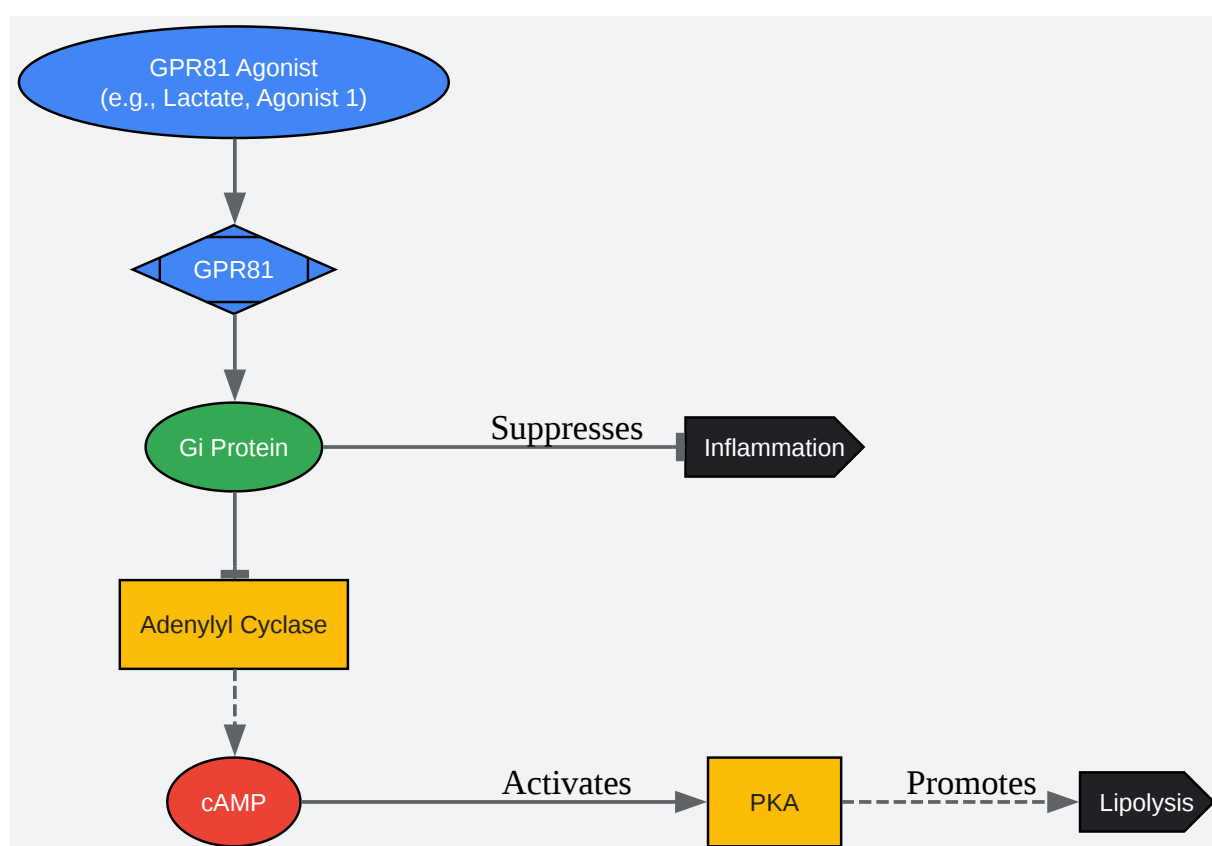 GPR81 Agonist
(e.g., Lactate, Agonist 1)
GPR81
Gi Protein
Suppresses
Inflammation
Adenylyl Cyclase
cAMP
Activates
PKA
Promotes
Lipolysis